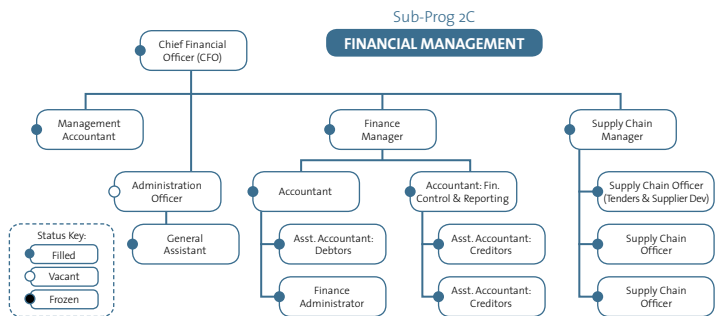 Sub-Prog 2C
FINANCIAL MANAGEMENT
Chief Financial
Officer (CFO)
Management
Accountant
Finance
Manager
Supply Chain
Manager
Administration
Officer
Accountant
Accountant: Fin.
Control & Reporting
Supply Chain Officer
(Tenders & Supplier Dev)
General
Assistant
Asst. Accountant:
Debtors
Asst. Accountant:
Creditors
Supply Chain
Officer
Finance
Administrator
Asst. Accountant:
Creditors
Supply Chain
Officer
Status Key:
Filled
Vacant
Frozen